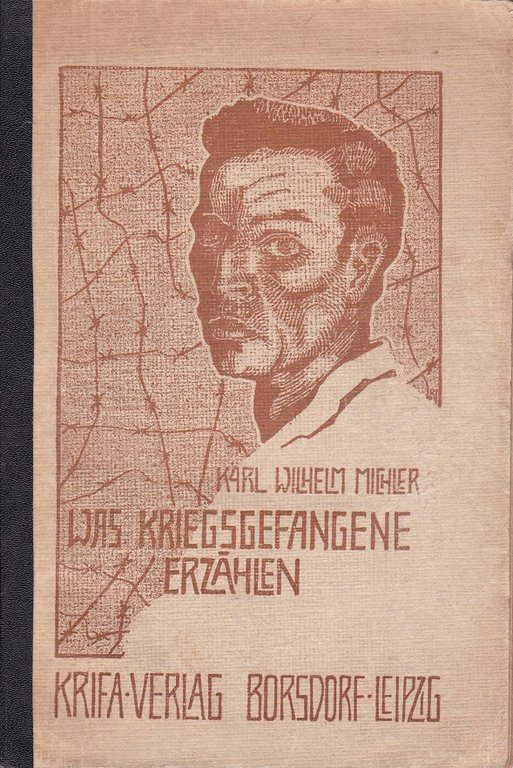 KARL WILHELM MICHLER
WAS KRIEGSGEFANGENE
ERZÄHLEN
KRIFA·VERLAG BORSDORF·LEIPZIG